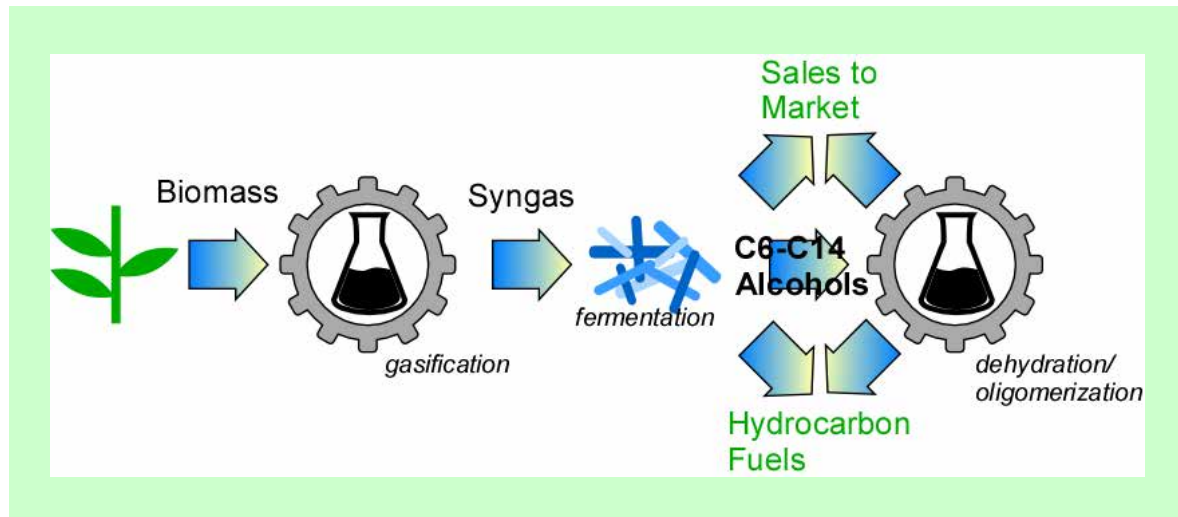 Biomass
gasification
Syngas
fermentation
Sales to
Market
C6-C14
Alcohols
Hydrocarbon
Fuels
dehydration/
oligomerization